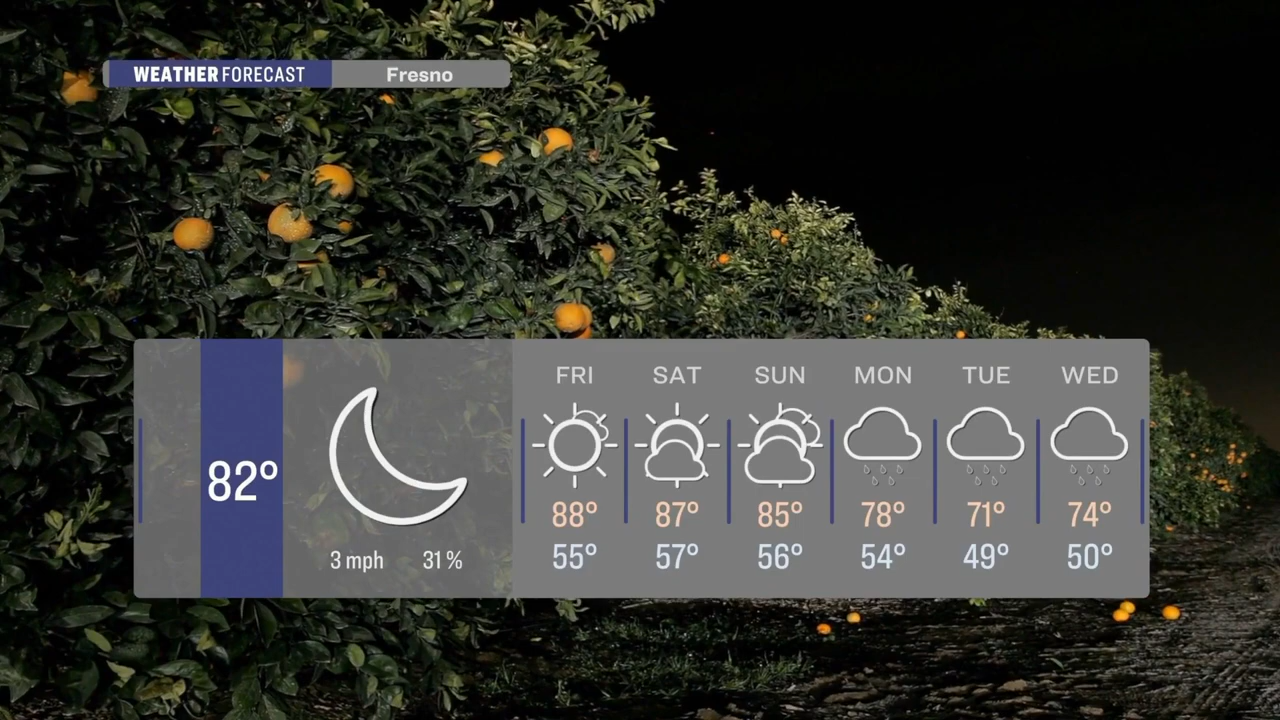 WEATHER FORECAST Fresno
82°
3 mph 31%
FRI SAT SUN MON TUE WED
88° 87° 85° 78° 71° 74°
55° 57° 56° 54° 49° 50°